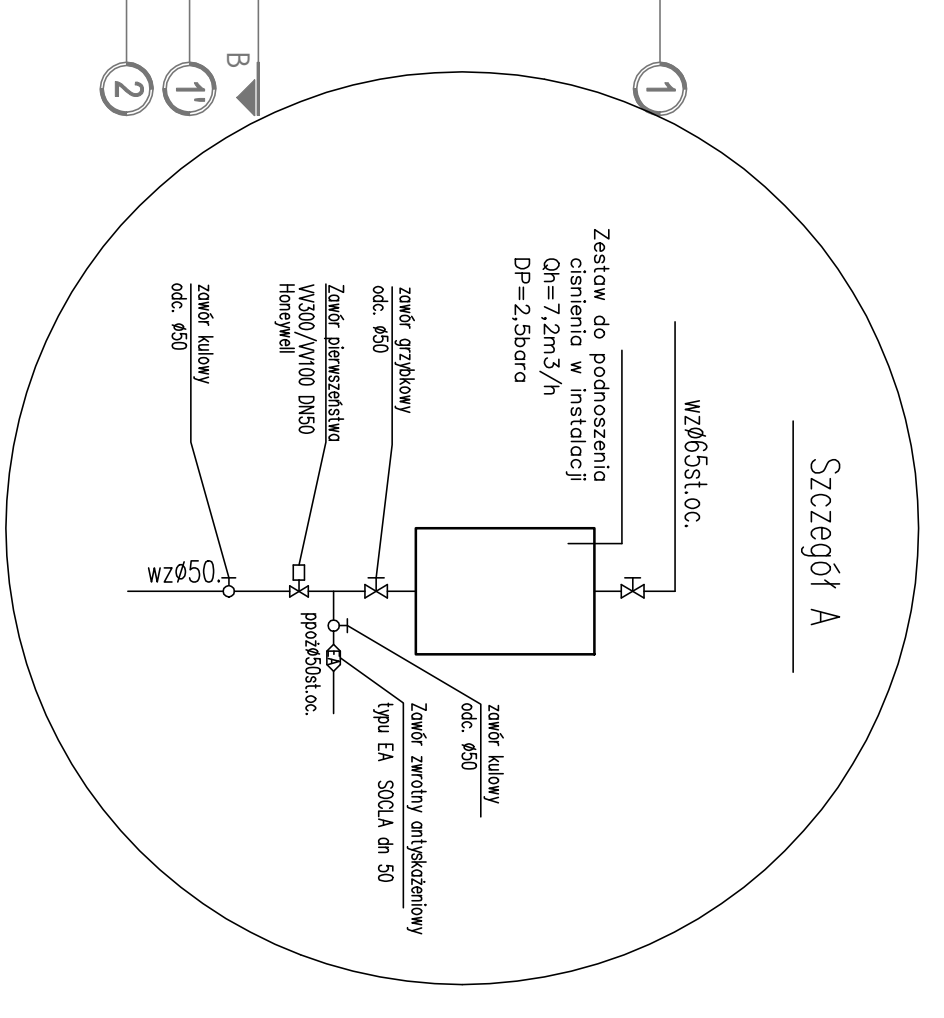 Szczegół A
wzø65st.oc.
Zestaw do podnoszenia
cisnienia w instalacji
Qh=7,2m3/h
DP=2,5bara
zawór grzybkowy
odc. ø50
Zawór pierwszeństwa
VV300/VV100 DN50
Honeywell
zawór kulowy
odc. ø50
zawór kulowy
odc. ø50
Zawór zwrotny antyskażeniowy
typu EA SOCLA dn 50
EA
ppożø50st.oc.
wzø50.
1
B
1'
2